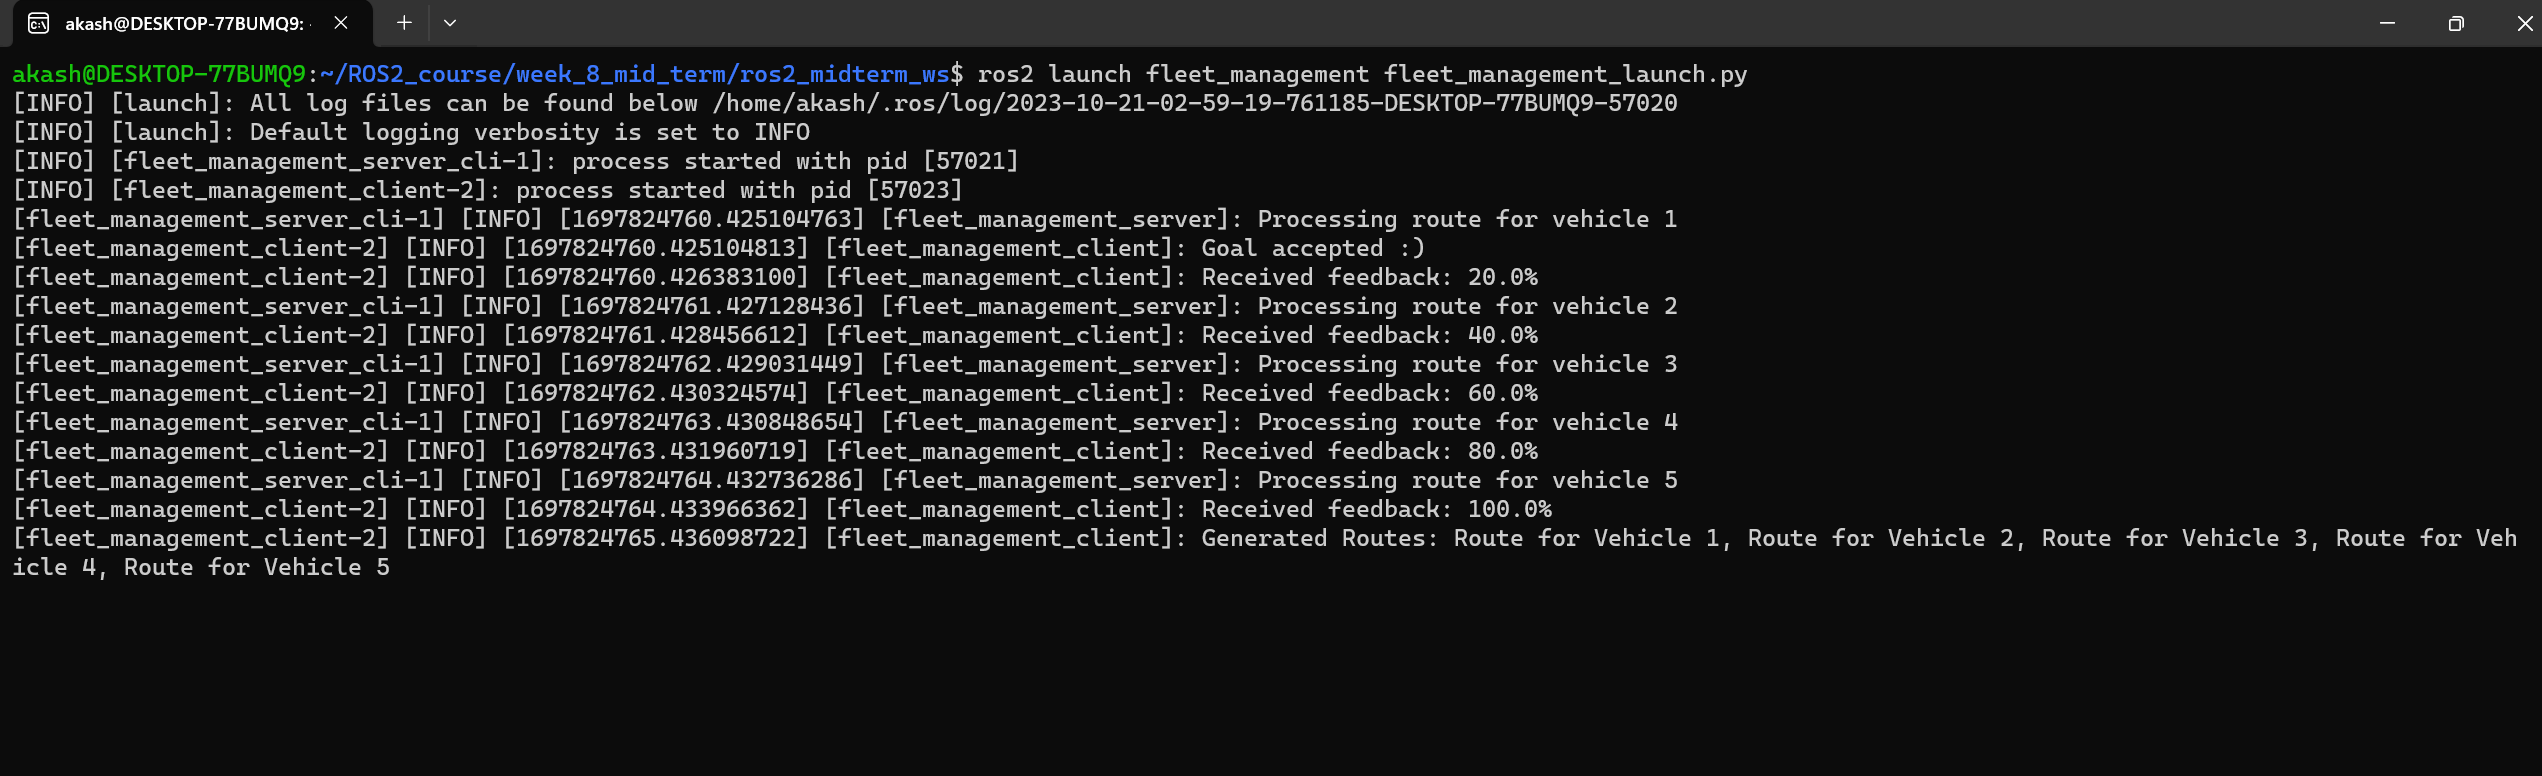 akash@DESKTOP-77BUMQ9: 
akash@DESKTOP-77BUMQ9:~/ROS2_course/week_8_mid_term/ros2_midterm_ws$ ros2 launch fleet_management fleet_management_launch.py
[INFO] [launch]: All log files can be found below /home/akash/.ros/log/2023-10-21-02-59-19-761185-DESKTOP-77BUMQ9-57020
[INFO] [launch]: Default logging verbosity is set to INFO
[INFO] [fleet_management_server_cli-1]: process started with pid [57021]
[INFO] [fleet_management_client-2]: process started with pid [57023]
[fleet_management_server_cli-1] [INFO] [1697824760.425104763] [fleet_management_server]: Processing route for vehicle 1
[fleet_management_client-2] [INFO] [1697824760.425104813] [fleet_management_client]: Goal accepted :)
[fleet_management_client-2] [INFO] [1697824760.426383100] [fleet_management_client]: Received feedback: 20.0%
[fleet_management_server_cli-1] [INFO] [1697824761.427128436] [fleet_management_server]: Processing route for vehicle 2
[fleet_management_client-2] [INFO] [1697824761.428456612] [fleet_management_client]: Received feedback: 40.0%
[fleet_management_server_cli-1] [INFO] [1697824762.429031449] [fleet_management_server]: Processing route for vehicle 3
[fleet_management_client-2] [INFO] [1697824762.430324574] [fleet_management_client]: Received feedback: 60.0%
[fleet_management_server_cli-1] [INFO] [1697824763.430848654] [fleet_management_server]: Processing route for vehicle 4
[fleet_management_client-2] [INFO] [1697824763.431960719] [fleet_management_client]: Received feedback: 80.0%
[fleet_management_server_cli-1] [INFO] [1697824764.432736286] [fleet_management_server]: Processing route for vehicle 5
[fleet_management_client-2] [INFO] [1697824764.433966362] [fleet_management_client]: Received feedback: 100.0%
[fleet_management_client-2] [INFO] [1697824765.436098722] [fleet_management_client]: Generated Routes: Route for Vehicle 1, Route for Vehicle 2, Route for Vehicle 3, Route for Veh
icle 4, Route for Vehicle 5